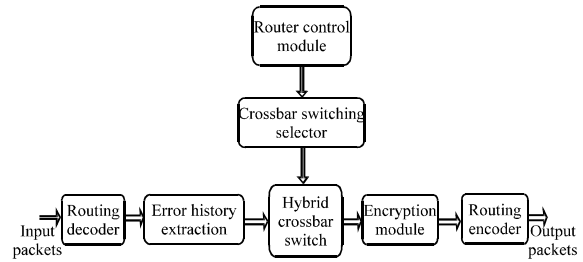 Router control
module
Crossbar switching
selector
Routing
decoder
Error history
extraction
Hybrid
crossbar
switch
Encryption
module
Routing
encoder
Input
packets
Output
packets